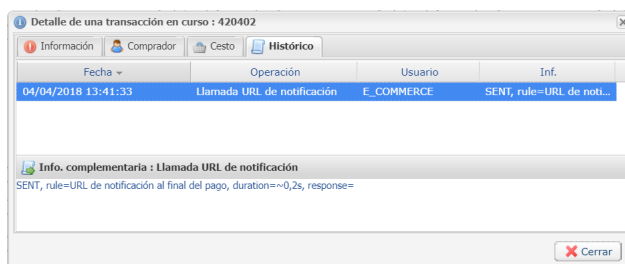 Detalle de una transacción en curso : 420402
Información Comprador Cesto Histórico
Fecha Operación Usuario Inf.
04/04/2018 13:41:33 Llamada URL de notificación E_COMMERCE SENT, rule=URL de noti...
Info. complementaria : Llamada URL de notificación
SENT, rule=URL de notificación al final del pago, duration=~0,2s, response=
Cerrar